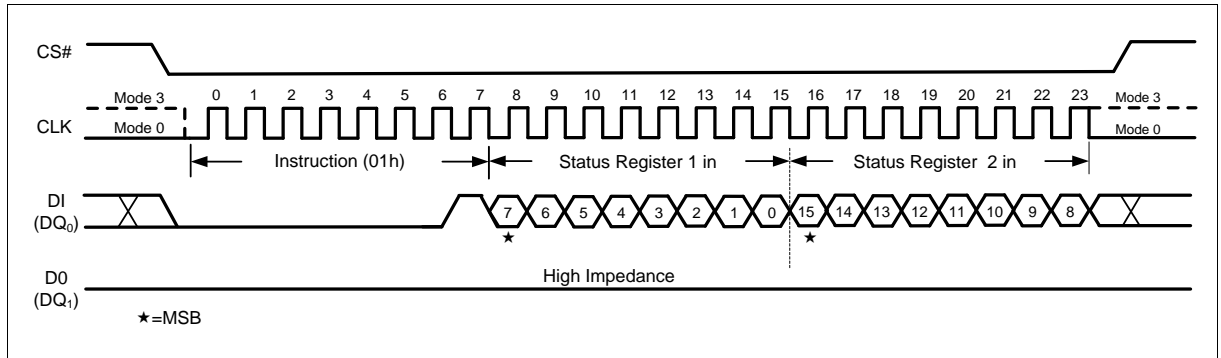 CS#
Mode 3
0 1 2 3 4 5 6 7 8 9 10 11 12 13 14 15 16 17 18 19 20 21 22 23
Mode 3
CLK
Mode 0
Mode 0
Instruction (01h)
Status Register 1 in
Status Register 2 in
DI
(DQ₀)
7 6 5 4 3 2 1 0 15 14 13 12 11 10 9 8
★
★
D0
(DQ₁)
High Impedance
★=MSB